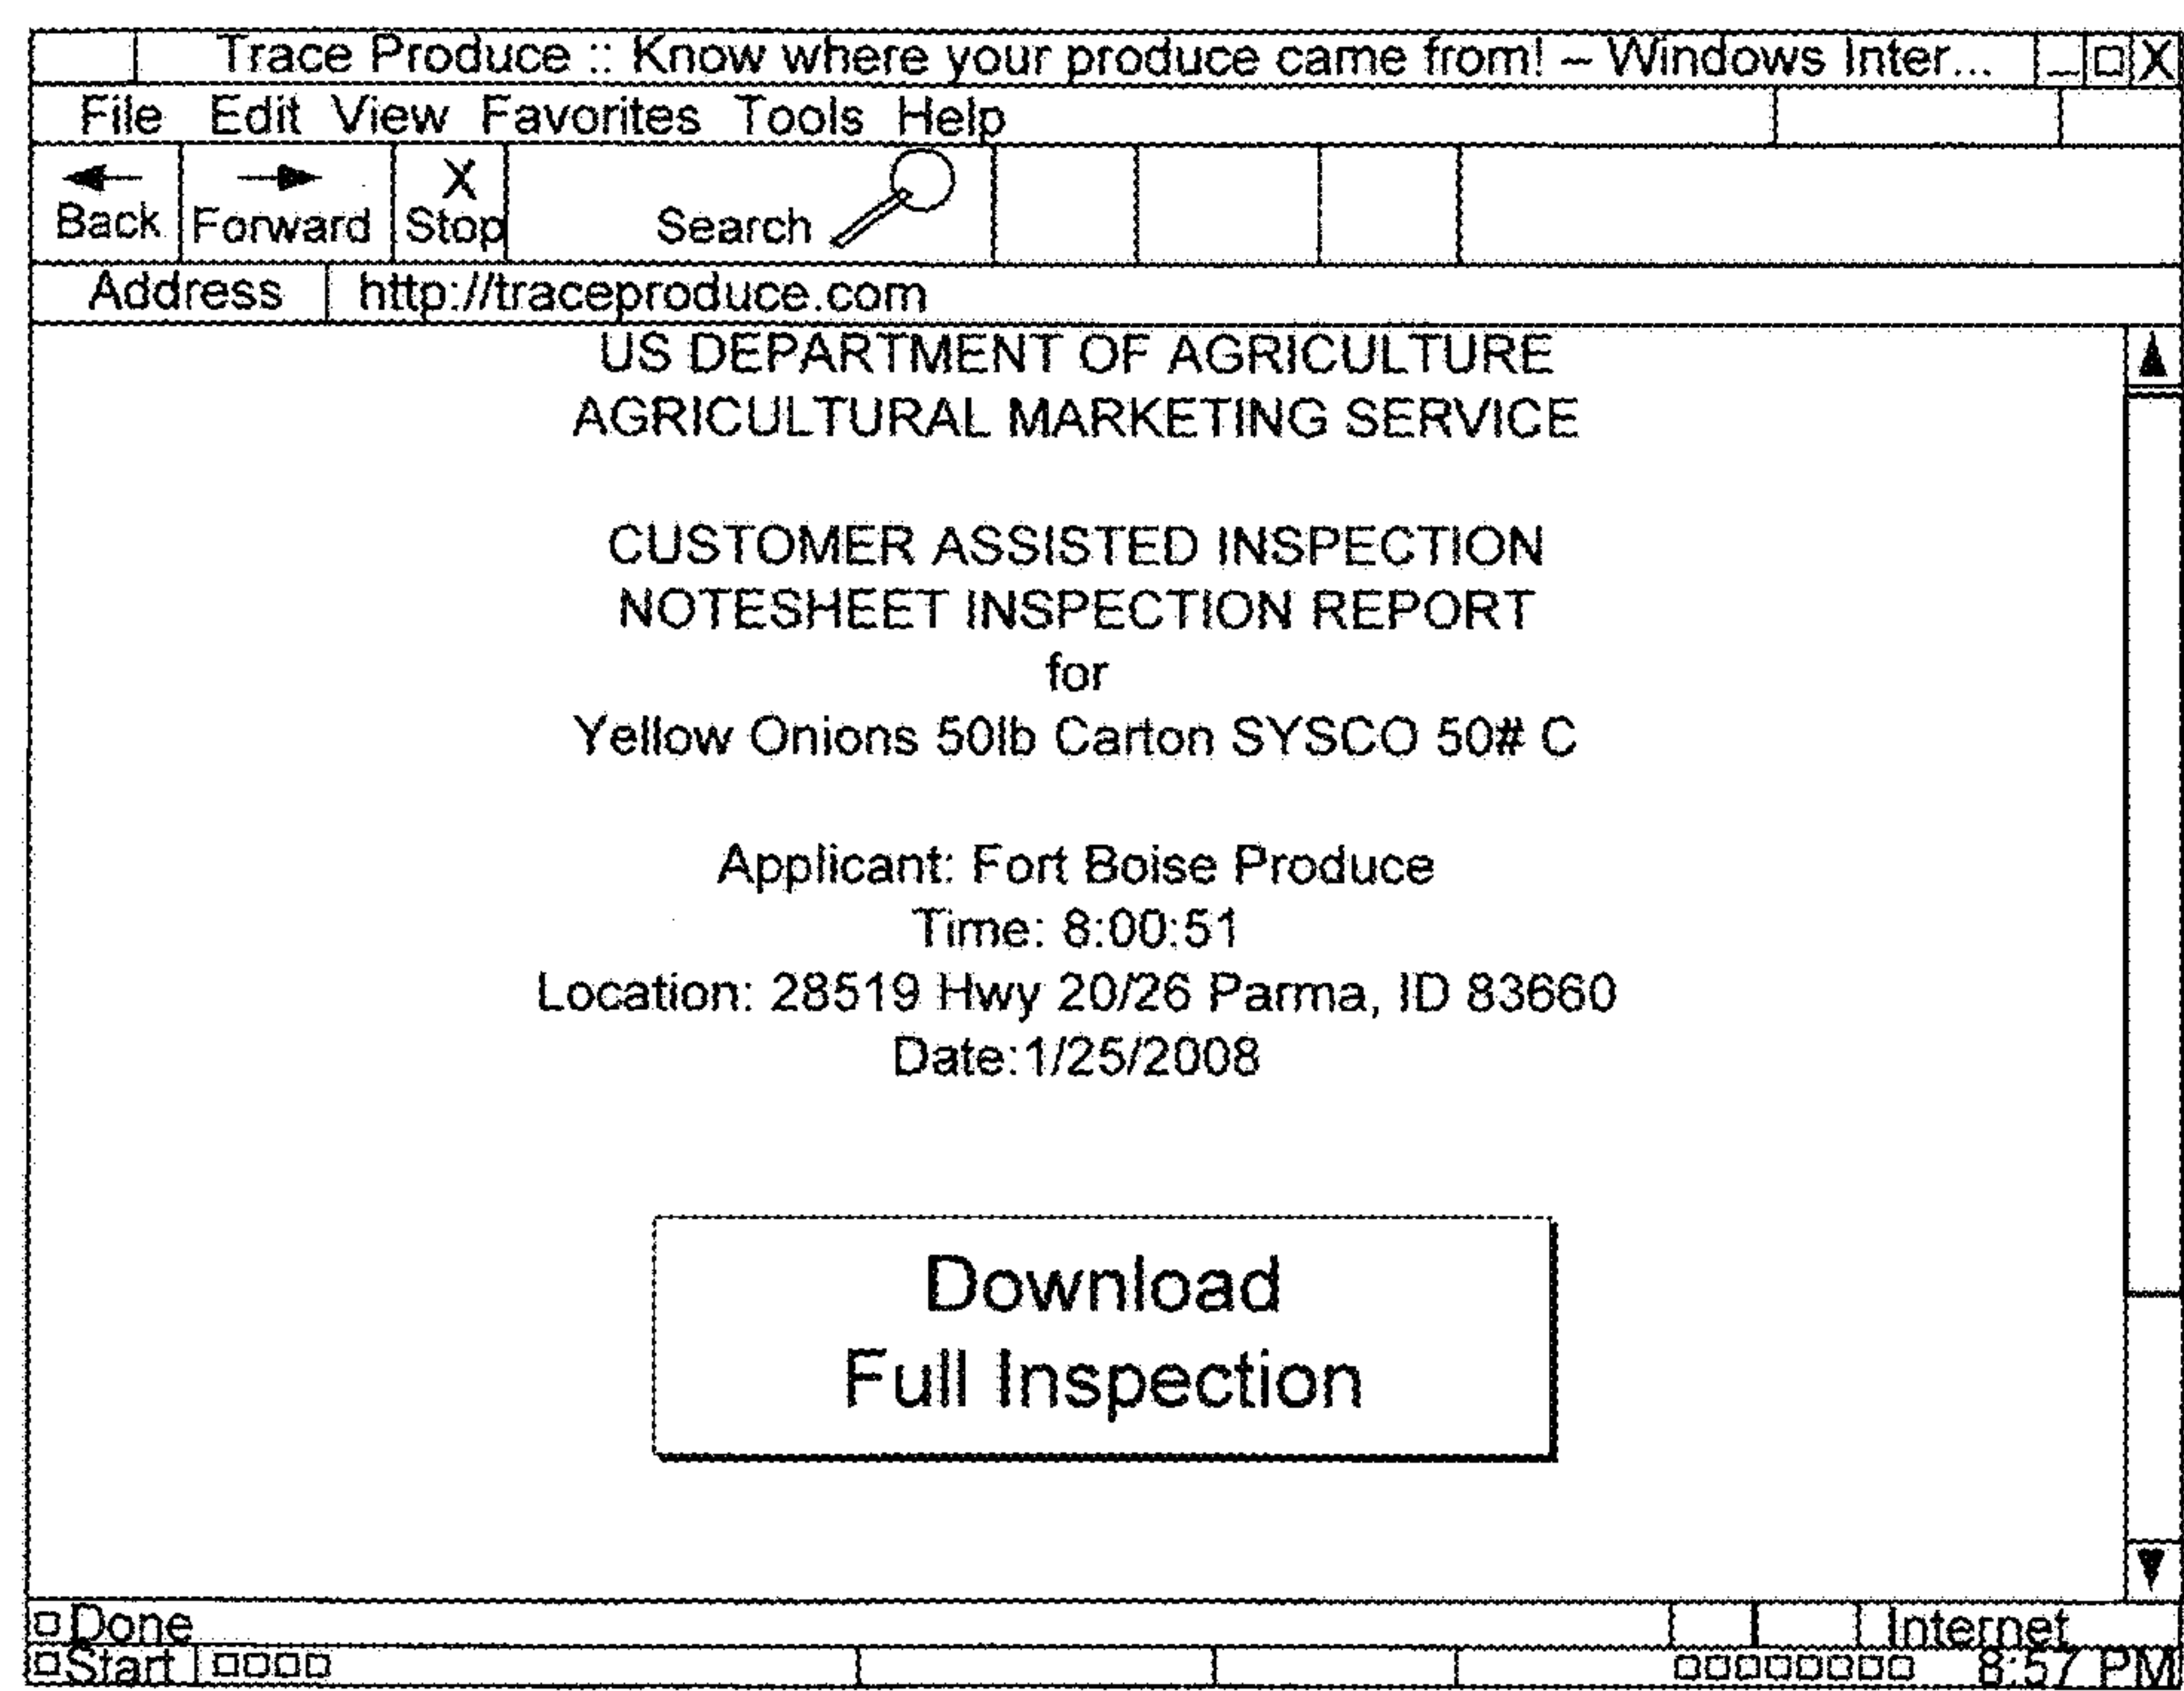 Trace Produce :: Know where your produce came from! – Windows Inter...
_ □ X
File Edit View Favorites Tools Help
X
Back Forward Stop Search
Address http://traceproduce.com
US DEPARTMENT OF AGRICULTURE
AGRICULTURAL MARKETING SERVICE
CUSTOMER ASSISTED INSPECTION
NOTESHEET INSPECTION REPORT
for
Yellow Onions 50lb Carton SYSCO 50# C
Applicant: Fort Boise Produce
Time: 8:00:51
Location: 28519 Hwy 20/26 Parma, ID 83660
Date:1/25/2008
Download
Full Inspection
Done Internet
Start 8:57 PM